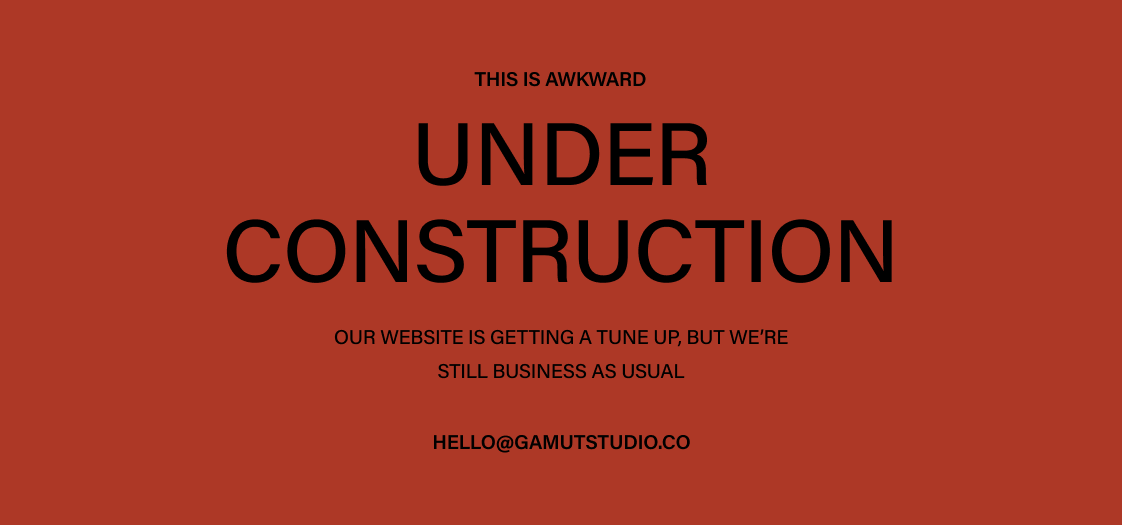 THIS IS AWKWARD
UNDER
CONSTRUCTION
OUR WEBSITE IS GETTING A TUNE UP, BUT WE’RE
STILL BUSINESS AS USUAL
HELLO@GAMUTSTUDIO.CO